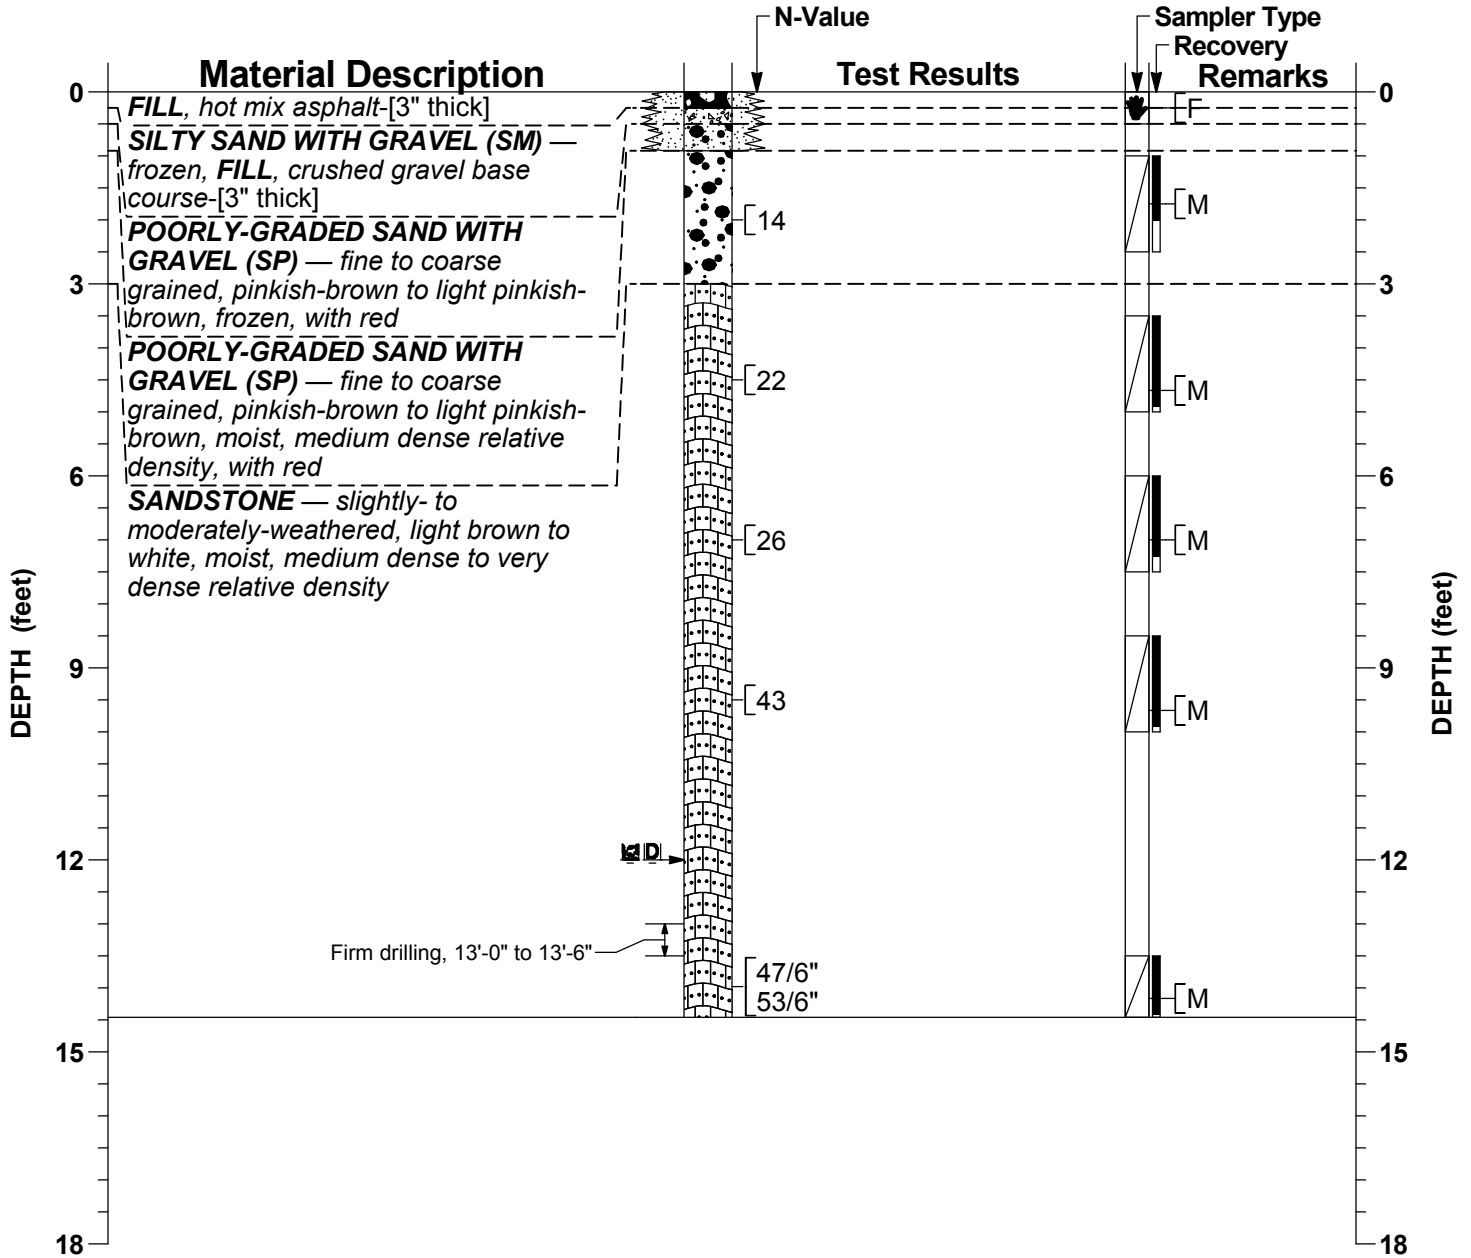 N-Value
Sampler Type
Recovery
Material Description
Test Results
Remarks
0
0
FILL, hot mix asphalt-[3" thick]
F
SILTY SAND WITH GRAVEL (SM) —
frozen, FILL, crushed gravel base
course-[3" thick]
M
14
POORLY-GRADED SAND WITH
GRAVEL (SP) — fine to coarse
grained, pinkish-brown to light pinkish-
brown, frozen, with red
3
3
POORLY-GRADED SAND WITH
GRAVEL (SP) — fine to coarse
grained, pinkish-brown to light pinkish-
brown, moist, medium dense relative
density, with red
22
M
6
6
SANDSTONE — slightly- to
moderately-weathered, light brown to
white, moist, medium dense to very
dense relative density
26
M
DEPTH (feet)
DEPTH (feet)
9
9
43
M
12
12
Firm drilling, 13'-0" to 13'-6"
47/6"
53/6"
M
15
15
18
18